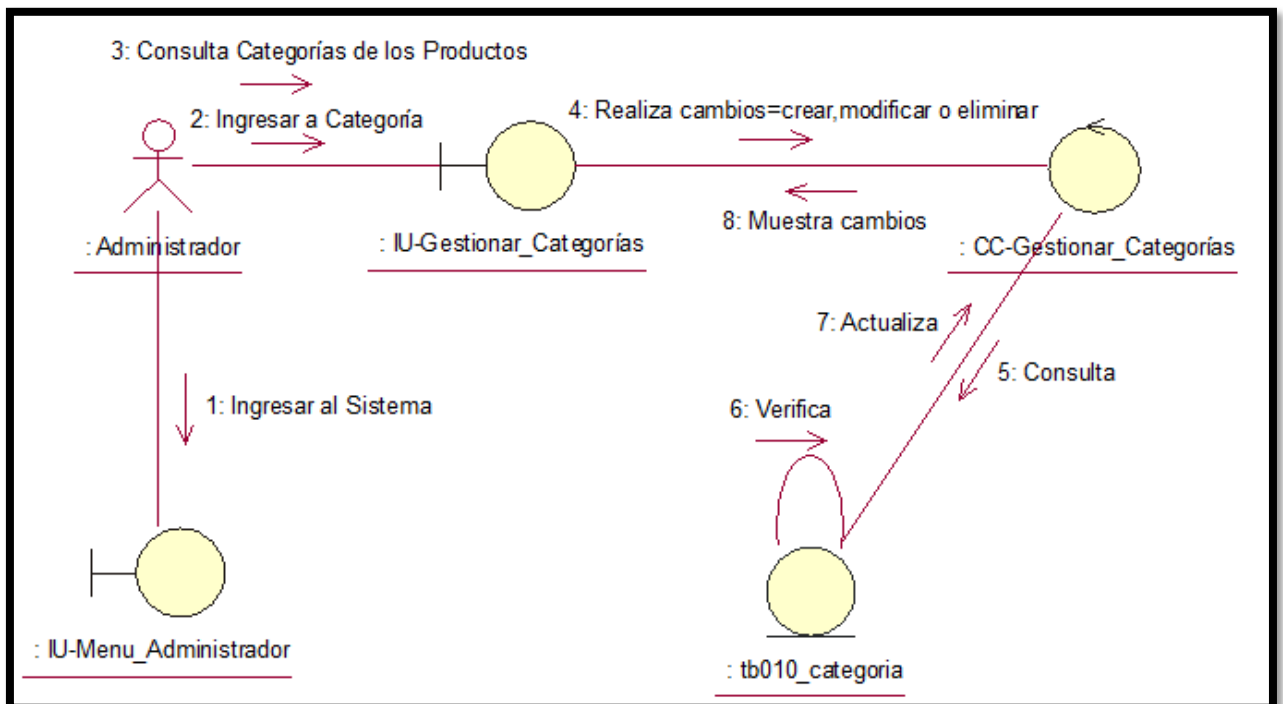 3: Consulta Categorías de los Productos
2: Ingresar a Categoría
4: Realiza cambios=crear,modificar o eliminar
8: Muestra cambios
: Administrador
: IU-Gestionar_Categorías
: CC-Gestionar_Categorías
7: Actualiza
5: Consulta
1: Ingresar al Sistema
6: Verifica
: IU-Menu_Administrador
: tb010_categoria